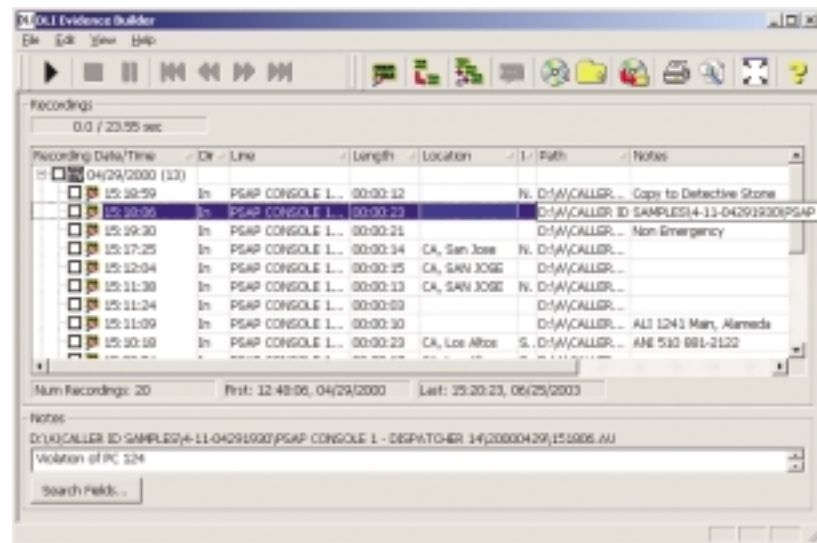 DLI Evidence Builder
File Edit View Help
Recordings
0.0 / 23.55 sec
Recording Date/Time Dir Line Length Location I. Path Notes
04/29/2000 (13)
15:18:59 In PSAP CONSOLE 1... 00:00:12 N. D:\A\CALLER... Copy to Detective Stone
15:18:06 In PSAP CONSOLE 1... 00:00:23 D:\A\CALLER ID SAMPLES\4-11-04291930\PSAP
15:19:30 In PSAP CONSOLE 1... 00:00:21 D:\A\CALLER... Non Emergency
15:17:25 In PSAP CONSOLE 1... 00:00:14 CA, San Jose N. D:\A\CALLER...
15:12:04 In PSAP CONSOLE 1... 00:00:15 CA, SAN JOSE D:\A\CALLER...
15:11:38 In PSAP CONSOLE 1... 00:00:13 CA, SAN JOSE N. D:\A\CALLER...
15:11:24 In PSAP CONSOLE 1... 00:00:03 D:\A\CALLER...
15:11:09 In PSAP CONSOLE 1... 00:00:10 D:\A\CALLER... ALI 1241 Main, Alameda
15:10:18 In PSAP CONSOLE 1... 00:00:23 CA, Los Altos S.. D:\A\CALLER... ANI 510 881-2122
Num Recordings: 20 First: 12:48:06, 04/29/2000 Last: 15:20:23, 06/25/2003
Notes
D:\A\CALLER ID SAMPLES\4-11-04291930\PSAP CONSOLE 1 - DISPATCHER 14\20000429\151806.AU
Violation of PC 124
Search Fields...